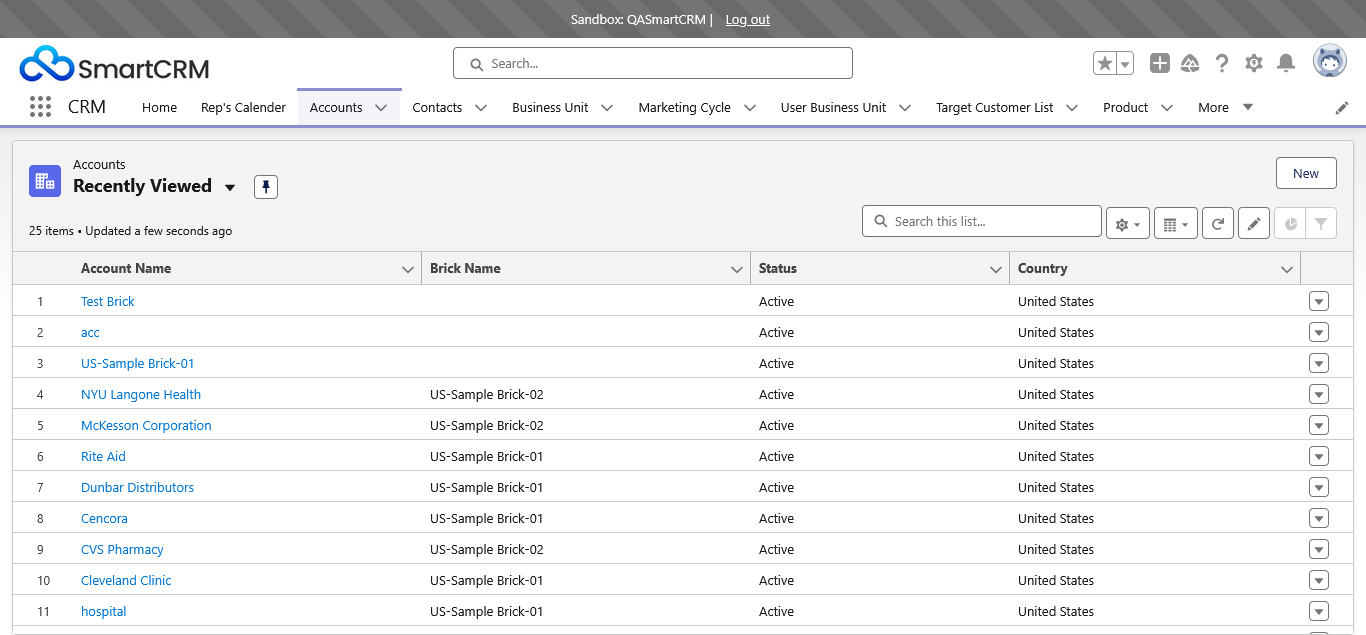 Sandbox: QASmartCRM | Log out
SmartCRM
Search...
CRM Home Rep's Calender Accounts Contacts Business Unit Marketing Cycle User Business Unit Target Customer List Product More
Accounts
Recently Viewed
New
25 items • Updated a few seconds ago
Search this list...
Account Name Brick Name Status Country
1 Test Brick Active United States
2 acc Active United States
3 US-Sample Brick-01 Active United States
4 NYU Langone Health US-Sample Brick-02 Active United States
5 McKesson Corporation US-Sample Brick-02 Active United States
6 Rite Aid US-Sample Brick-01 Active United States
7 Dunbar Distributors US-Sample Brick-01 Active United States
8 Cencora US-Sample Brick-01 Active United States
9 CVS Pharmacy US-Sample Brick-02 Active United States
10 Cleveland Clinic US-Sample Brick-01 Active United States
11 hospital US-Sample Brick-01 Active United States